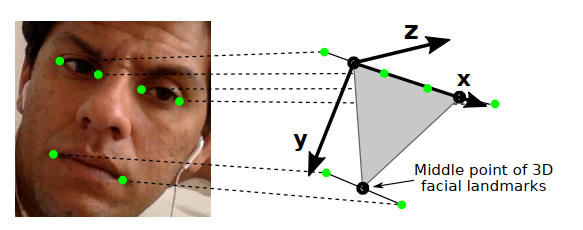 z
x
y
Middle point of 3D
facial landmarks